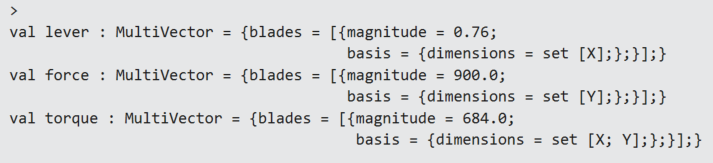 >
val lever : MultiVector = {blades = [{magnitude = 0.76;
basis = {dimensions = set [X];};}];}
val force : MultiVector = {blades = [{magnitude = 900.0;
basis = {dimensions = set [Y];};}];}
val torque : MultiVector = {blades = [{magnitude = 684.0;
basis = {dimensions = set [X; Y];};}];}